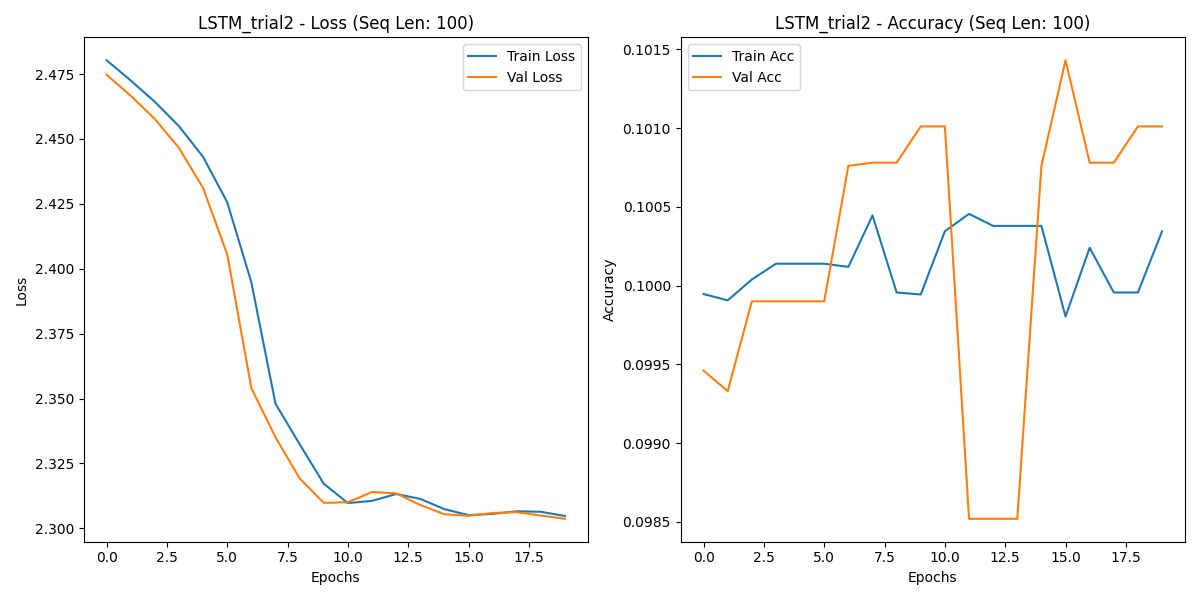 LSTM_trial2 - Loss (Seq Len: 100)
Train Loss
Val Loss
2.475
2.450
2.425
2.400
2.375
2.350
2.325
2.300
Loss
0.0 2.5 5.0 7.5 10.0 12.5 15.0 17.5
Epochs
LSTM_trial2 - Accuracy (Seq Len: 100)
Train Acc
Val Acc
0.1015
0.1010
0.1005
0.1000
0.0995
0.0990
0.0985
Accuracy
0.0 2.5 5.0 7.5 10.0 12.5 15.0 17.5
Epochs